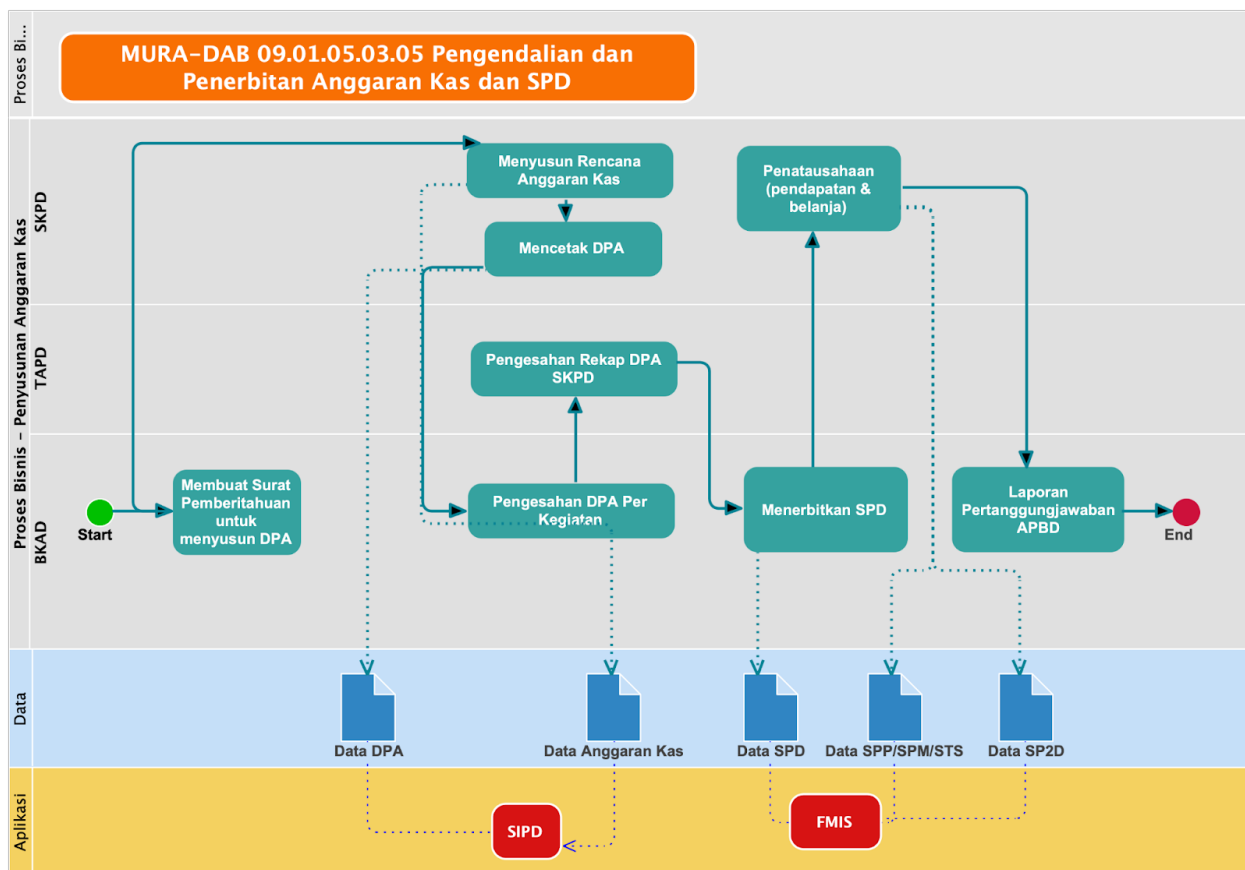 Proses Bi...
MURA-DAB 09.01.05.03.05 Pengendalian dan
Penerbitan Anggaran Kas dan SPD
Proses Bisnis - Penyusunan Anggaran Kas
SKPD
Menyusun Rencana
Anggaran Kas
Mencetak DPA
Penatausahaan
(pendapatan &
belanja)
TAPD
Pengesahan Rekap DPA
SKPD
BKAD
Start
Membuat Surat
Pemberitahuan
untuk
menyusun DPA
Pengesahan DPA Per
Kegiatan
Menerbitkan SPD
Laporan
Pertanggungjawaban
APBD
End
Data
Data DPA
Data Anggaran Kas
Data SPD
Data SPP/SPM/STS
Data SP2D
Aplikasi
SIPD
FMIS